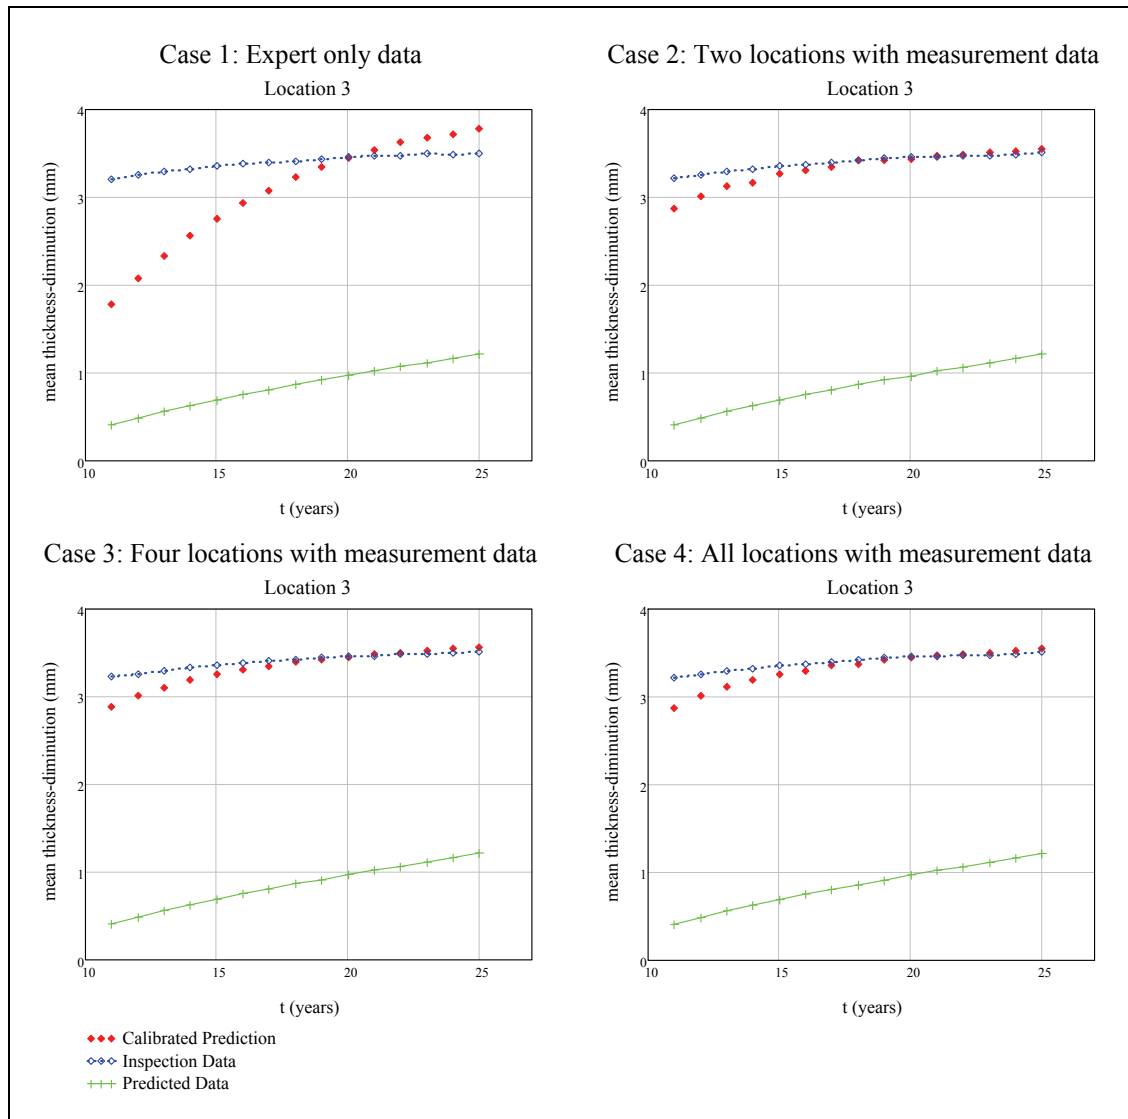 Case 1: Expert only data
Location 3
mean thickness-diminution (mm)
4
3
2
1
0
10
15
20
25
t (years)
Case 2: Two locations with measurement data
Location 3
mean thickness-diminution (mm)
4
3
2
1
0
10
15
20
25
t (years)
Case 3: Four locations with measurement data
Location 3
mean thickness-diminution (mm)
4
3
2
1
0
10
15
20
25
t (years)
Case 4: All locations with measurement data
Location 3
mean thickness-diminution (mm)
4
3
2
1
0
10
15
20
25
t (years)
Calibrated Prediction
Inspection Data
Predicted Data